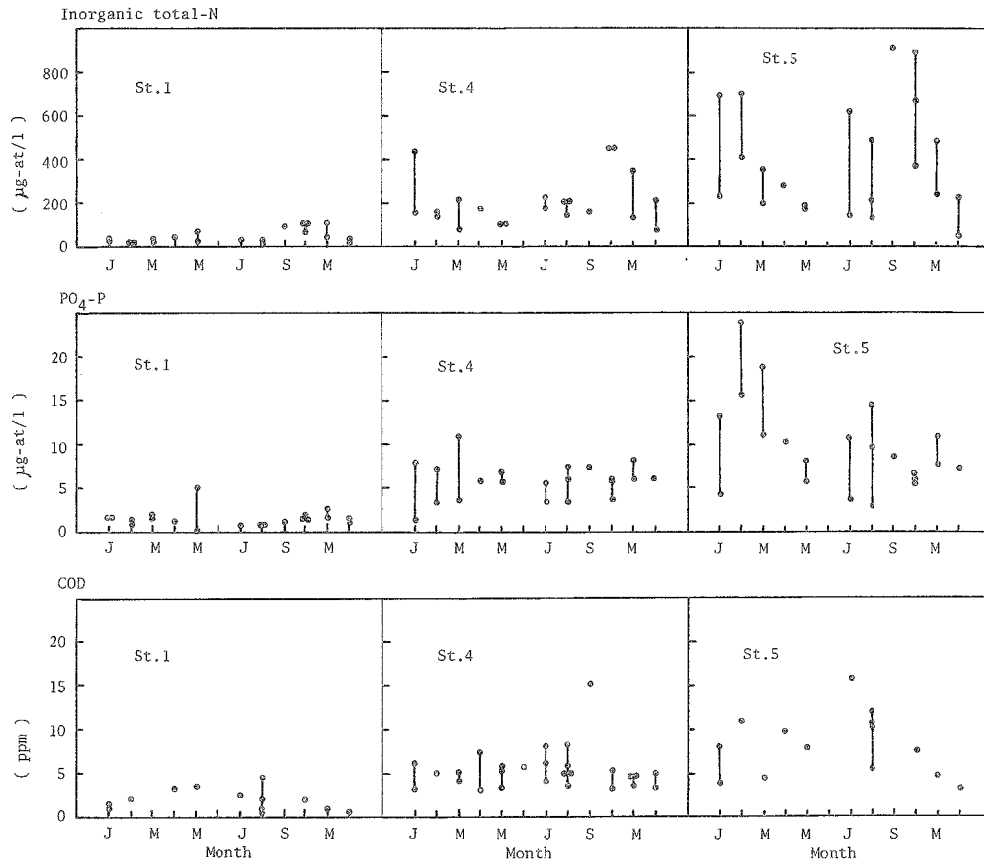 Inorganic total-N
St.1 St.4 St.5
800
600
400
200
0
( μg-at/l )
J M M J S M J M M J S M J M M J S M
PO4-P
St.1 St.4 St.5
20
15
10
5
0
( μg-at/l )
J M M J S M J M M J S M J M M J S M
COD
St.1 St.4 St.5
20
15
10
5
0
( ppm )
J M M J S M J M M J S M J M M J S M
Month Month Month